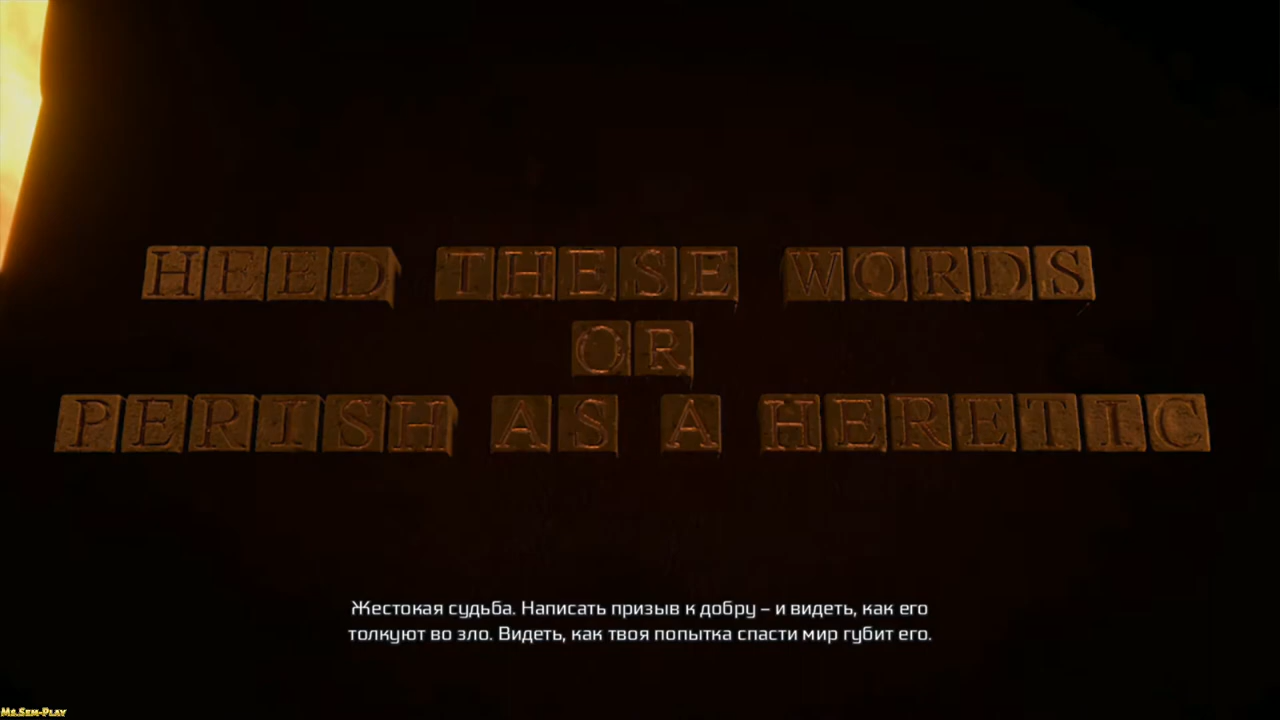 HEED THESE WORDS
OR
PERISH AS A HERETIC
Жестокая судьба. Написать призыв к добру – и видеть, как его
толкуют во зло. Видеть, как твоя попытка спасти мир губит его.
Ms.Sem-Play